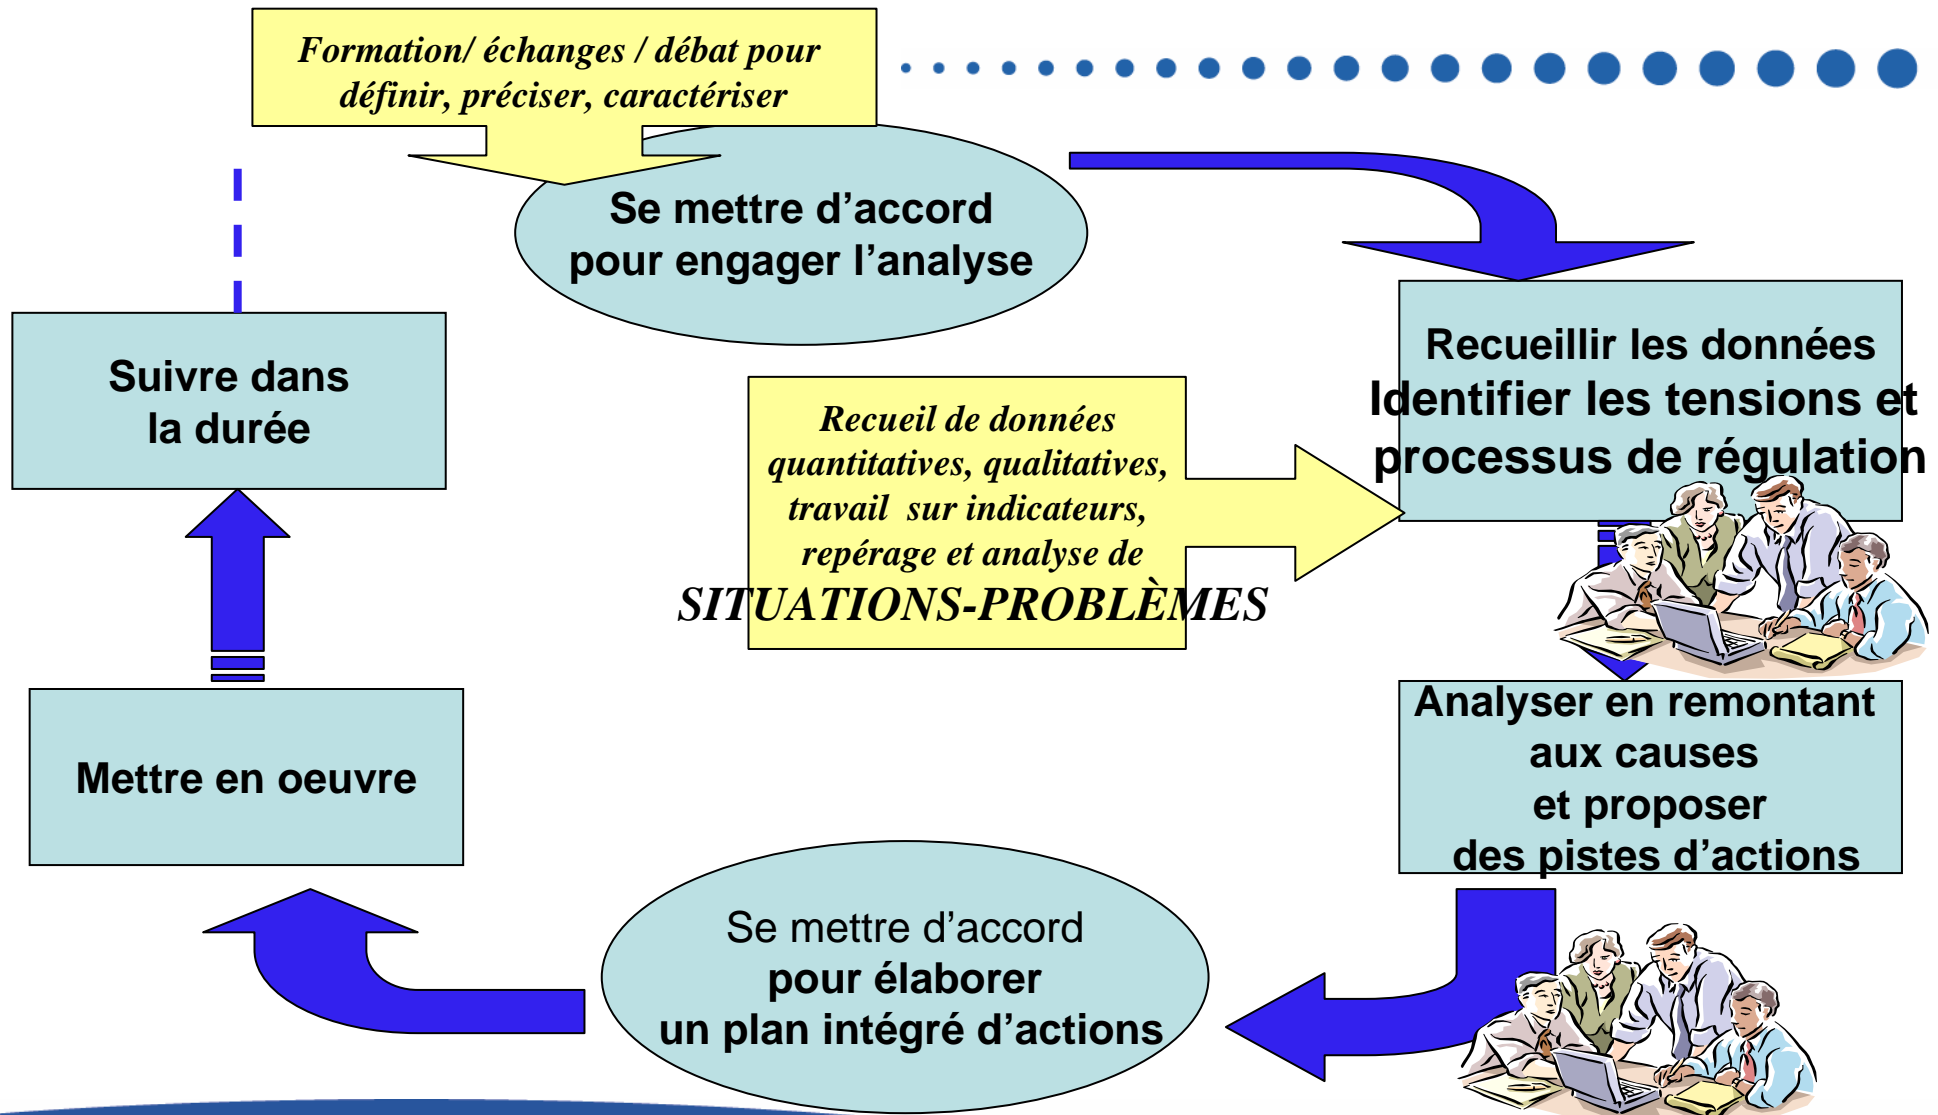 Formation/ échanges / débat pour
définir, préciser, caractériser
Se mettre d’accord
pour engager l’analyse
Recueillir les données
Identifier les tensions et
processus de régulation
Recueil de données
quantitatives, qualitatives,
travail sur indicateurs,
repérage et analyse de
SITUATIONS-PROBLÈMES
Analyser en remontant
aux causes
et proposer
des pistes d’actions
Se mettre d’accord
pour élaborer
un plan intégré d’actions
Mettre en oeuvre
Suivre dans
la durée